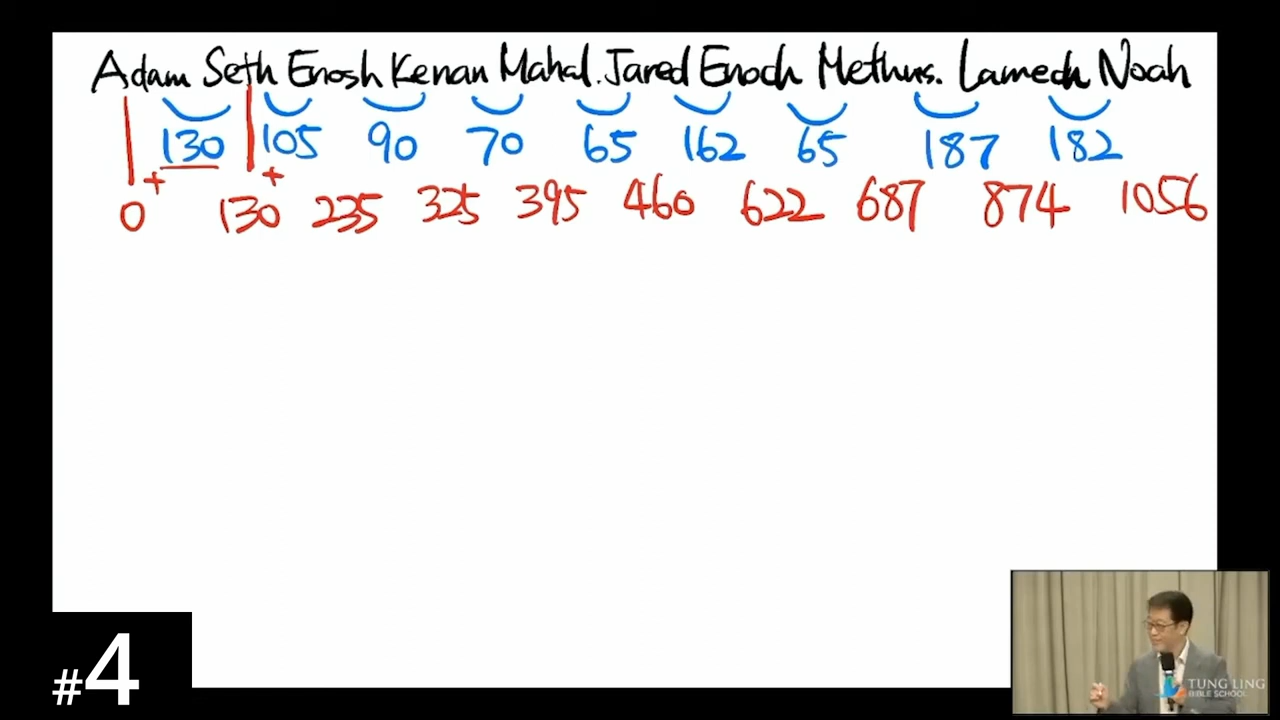 Adam Seth Enosh Kenan Mahal. Jared Enoch Methus. Lamech Noah
130 105 90 70 65 162 65 187 182
+ +
0 130 235 325 395 460 622 687 874 1056
#4
TUNG LING
BIBLE SCHOOL